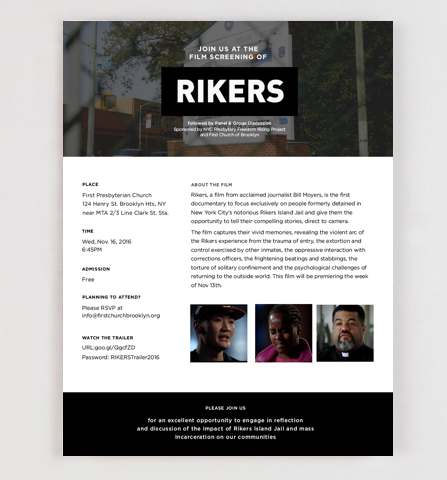 JOIN US AT THE
FILM SCREENING OF
RIKERS
Followed by Panel & Group Discussion
Sponsored by NYC Presbytery Freedom Rising Project
and First Church of Brooklyn
PLACE
First Presbyterian Church
124 Henry St. Brooklyn Hts, NY
near MTA 2/3 Line Clark St. Sta.
TIME
Wed, Nov. 16, 2016
6:45PM
ADMISSION
Free
PLANNING TO ATTEND?
Please RSVP at
info@firstchurchbrooklyn.org
WATCH THE TRAILER
URL:goo.gl/QgcfZD
Password: RIKERSTrailer2016
ABOUT THE FILM
Rikers, a film from acclaimed journalist Bill Moyers, is the first
documentary to focus exclusively on people formerly detained in
New York City's notorious Rikers Island Jail and give them the
opportunity to tell their compelling stories, direct to camera.
The film captures their vivid memories, revealing the violent arc of
the Rikers experience from the trauma of entry, the extortion and
control exercised by other inmates, the oppressive interaction with
corrections officers, the frightening beatings and stabbings, the
torture of solitary confinement and the psychological challenges of
returning to the outside world. This film will be premiering the week
of Nov 13th.
PLEASE JOIN US
for an excellent opportunity to engage in reflection
and discussion of the impact of Rikers Island Jail and mass
incarceration on our communities